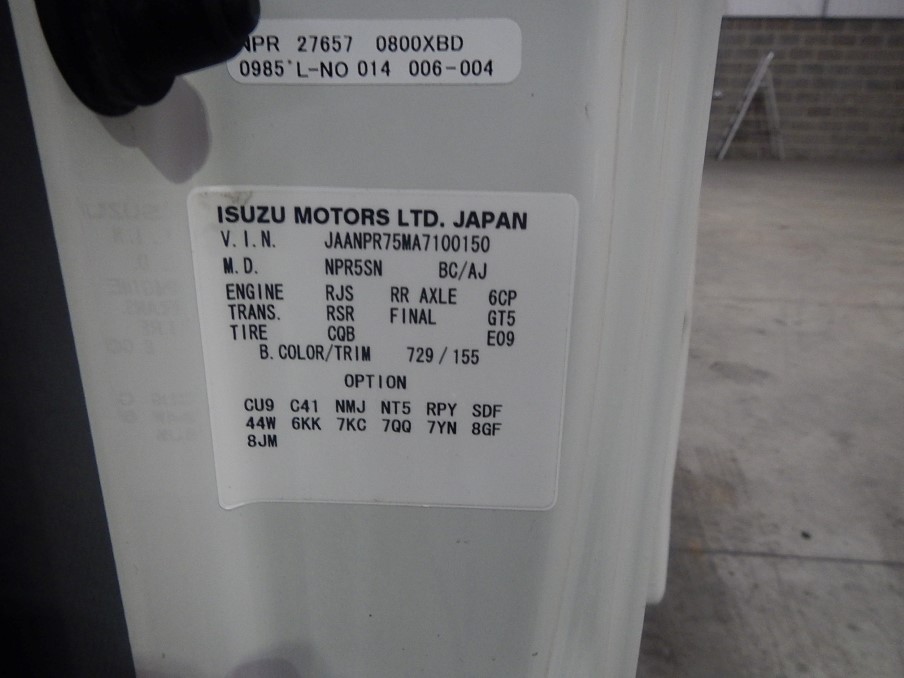 NPR 27657 0800XBD
0985 L-NO 014 006-004
ISUZU MOTORS LTD. JAPAN
V.I.N. JAANPR75MA7100150
M.D. NPR5SN BC/AJ
ENGINE RJS RR AXLE 6CP
TRANS. RSR FINAL GT5
TIRE CQB E09
B.COLOR/TRIM 729/155
OPTION
CU9 C41 NMJ NT5 RPY SDF
44W 6KK 7KC 7QQ 7YN 8GF
8JM